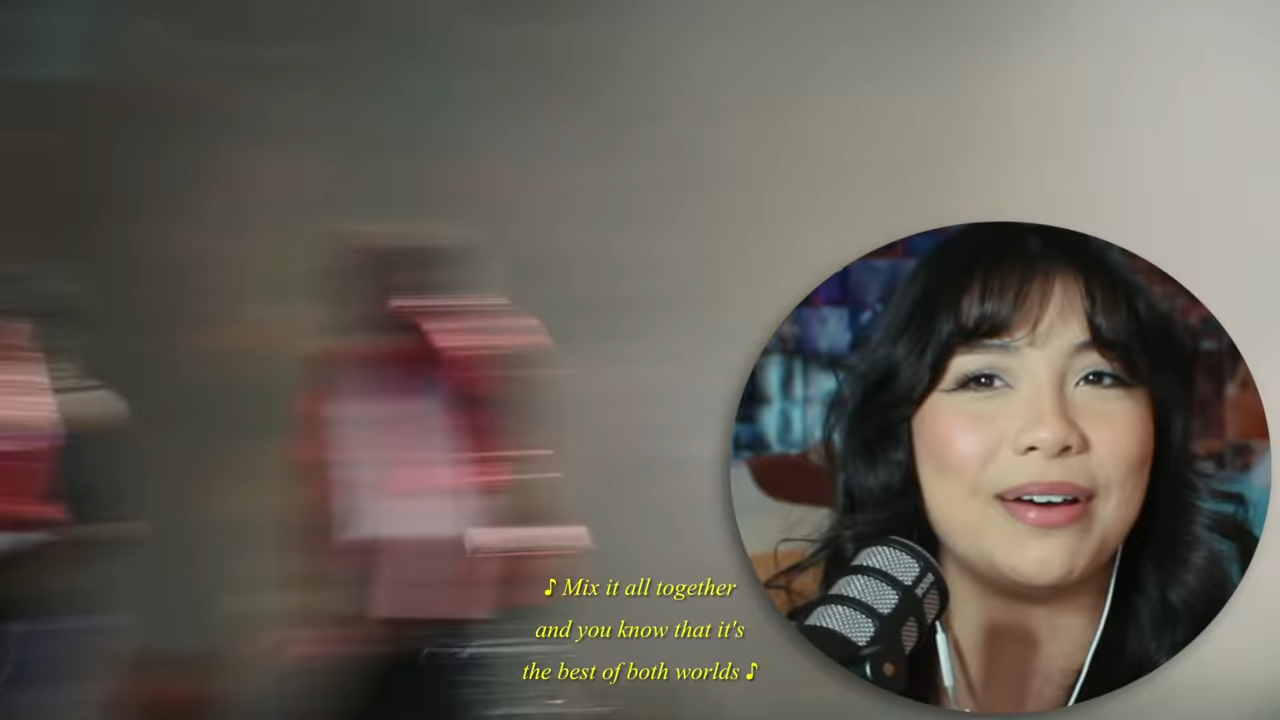 ♪ Mix it all together
and you know that it's
the best of both worlds ♪